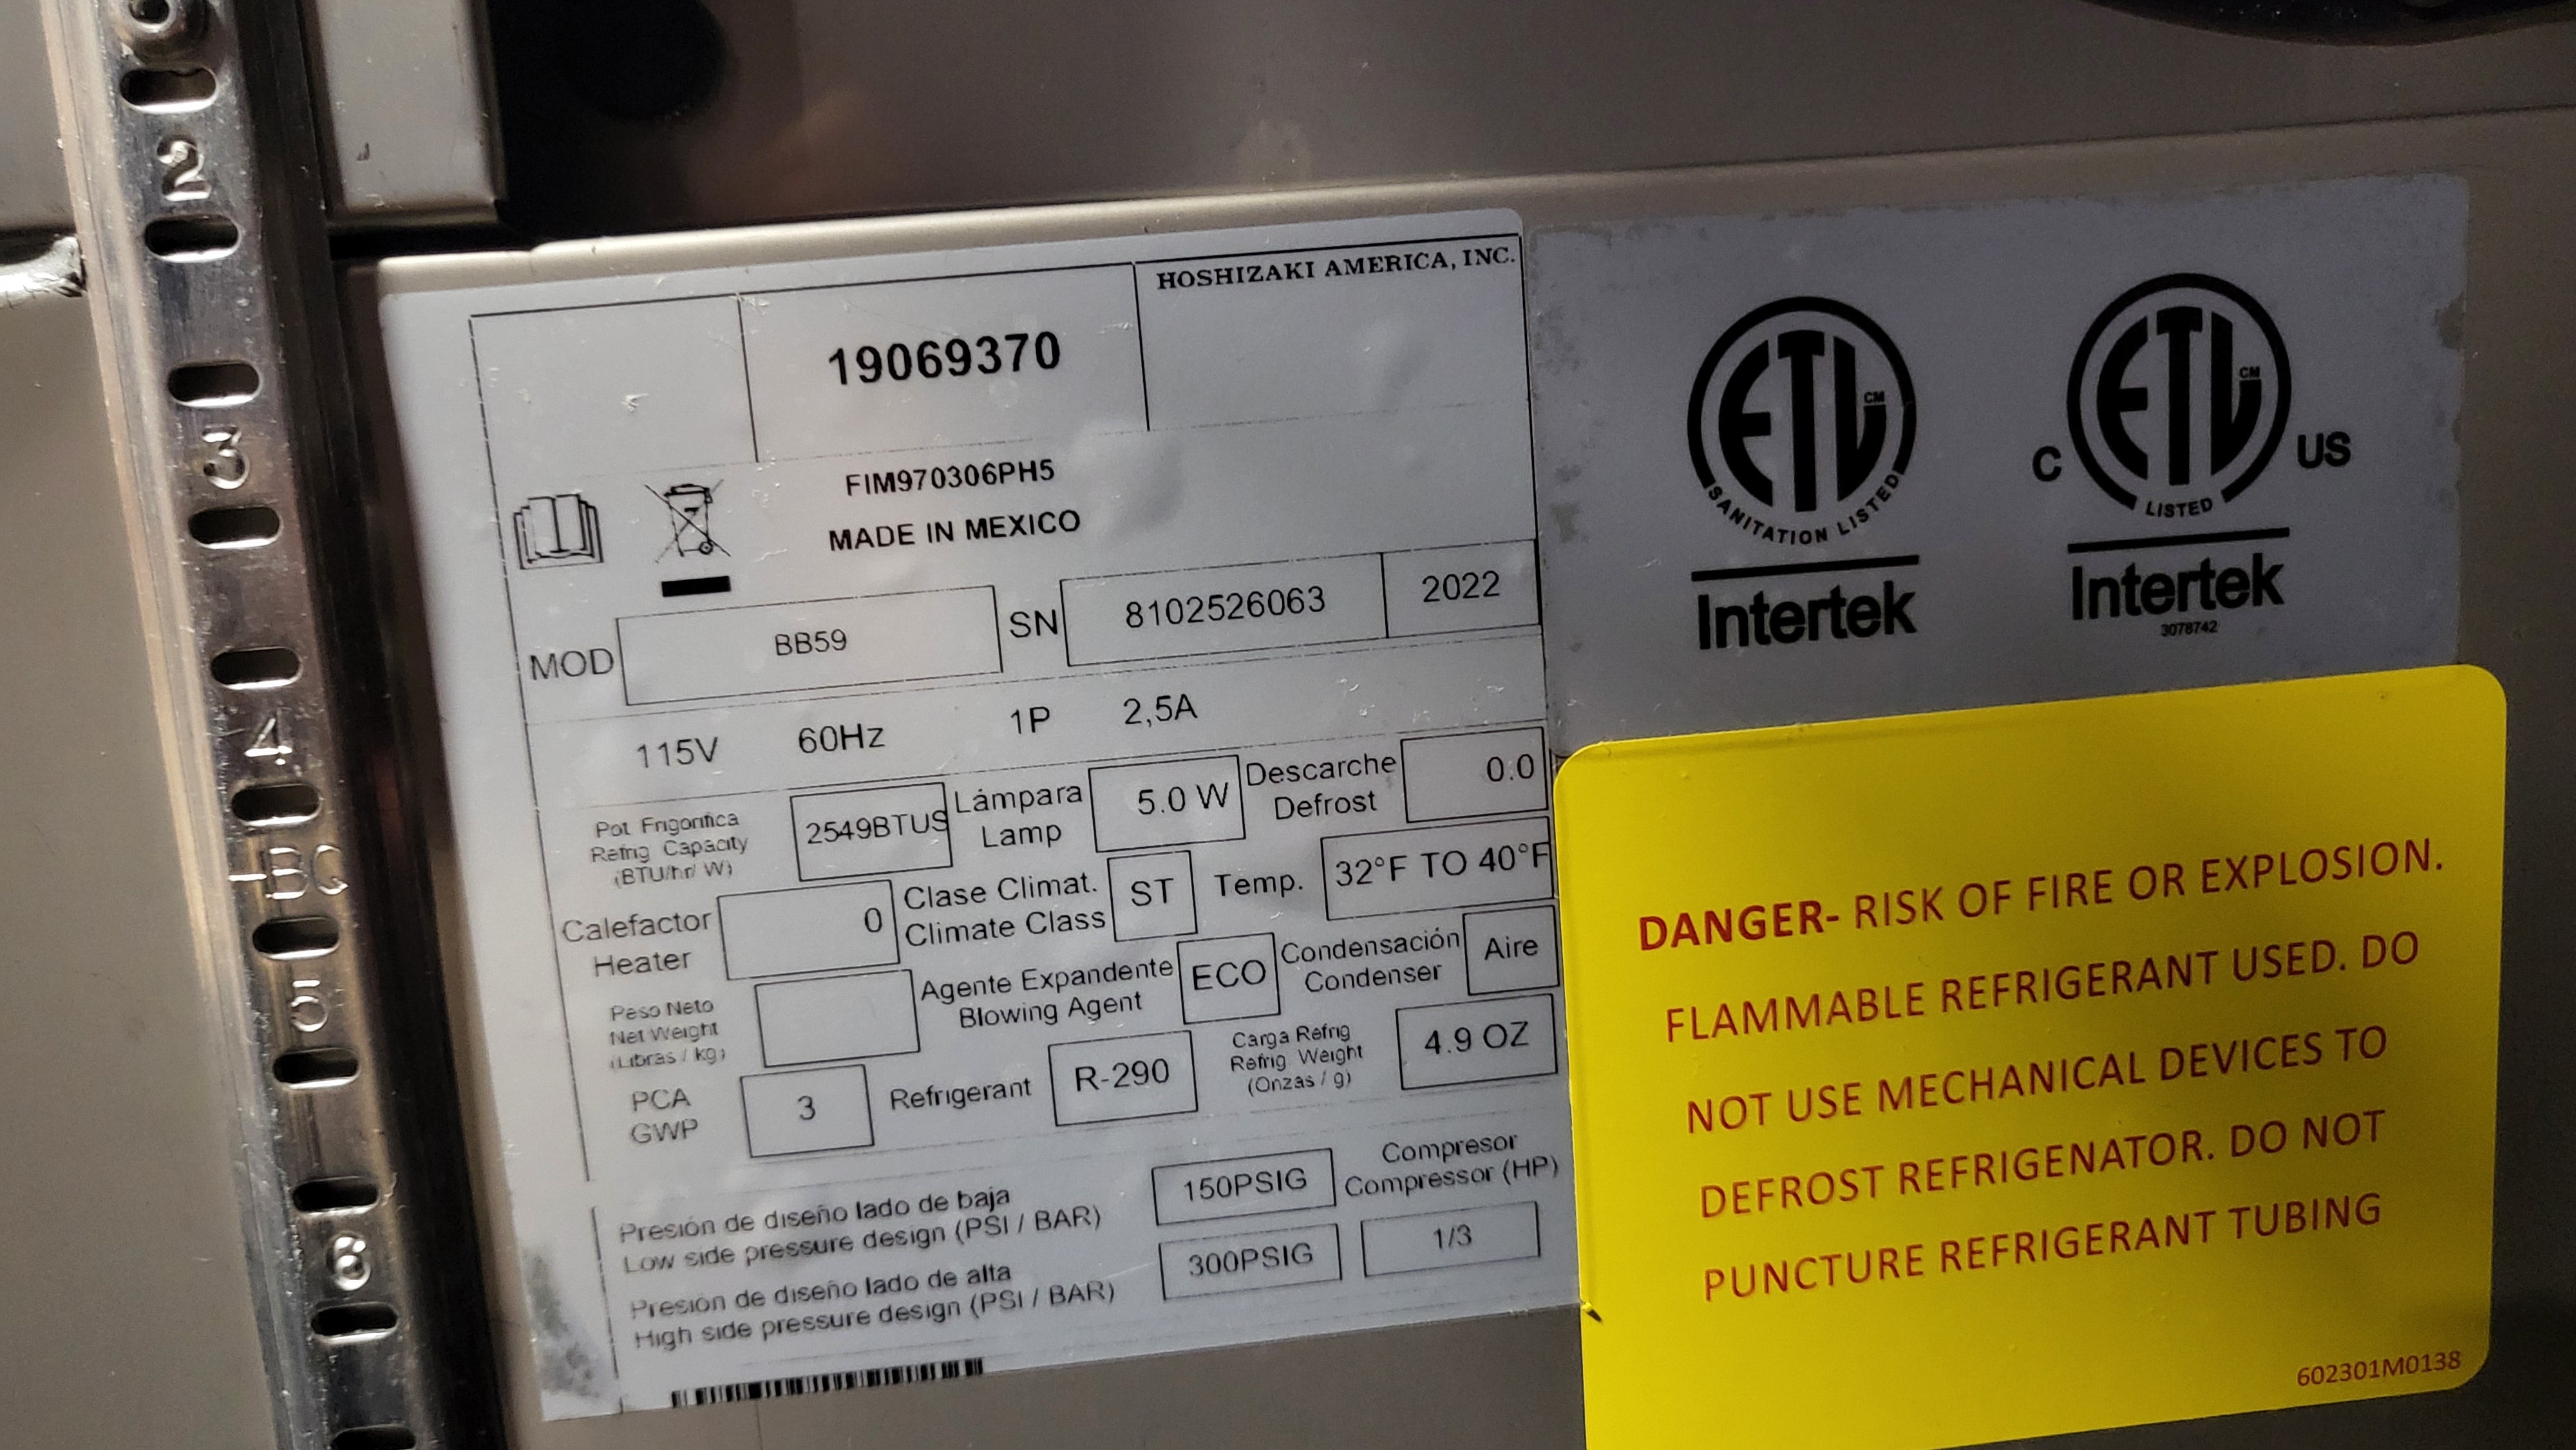 2
3
4
BC
5
6
HOSHIZAKI AMERICA, INC.
19069370
FIM970306PH5
MADE IN MEXICO
MOD BB59 SN 8102526063 2022
115V 60Hz 1P 2,5A
Pot. Frigorifica
Refrig. Capacity
(BTU/hr/ W)
2549BTUS
Lámpara
Lamp
5.0 W
Descarche
Defrost
0.0
Calefactor
Heater
0
Clase Climat.
Climate Class
ST
Temp.
32°F TO 40°F
Peso Neto
Net Weight
(Libras / kg)
Agente Expandente
Blowing Agent
ECO
Condensación
Condenser
Aire
PCA
GWP
3
Refrigerant
R-290
Carga Refrig
Refrig. Weight
(Onzas / g)
4.9 OZ
Presión de diseño lado de baja
Low side pressure design (PSI / BAR)
150PSIG
Compresor
Compressor (HP)
1/3
Presión de diseño lado de alta
High side pressure design (PSI / BAR)
300PSIG
ETL CM
SANITATION LISTED
Intertek
C ETL CM US
LISTED
Intertek
3078742
DANGER- RISK OF FIRE OR EXPLOSION.
FLAMMABLE REFRIGERANT USED. DO
NOT USE MECHANICAL DEVICES TO
DEFROST REFRIGENATOR. DO NOT
PUNCTURE REFRIGERANT TUBING
602301M0138